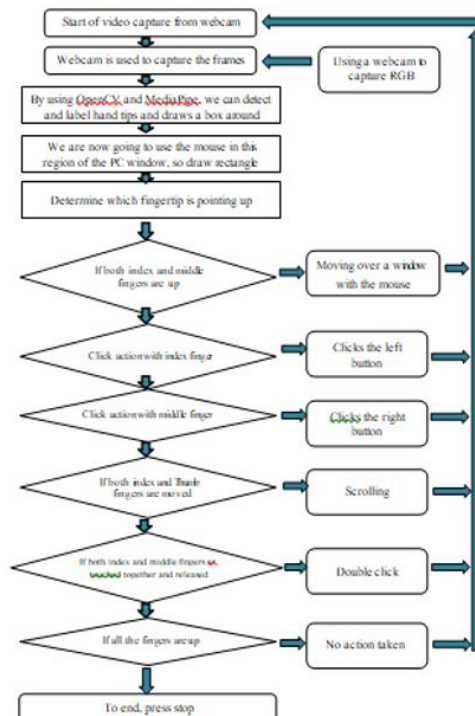 Start of video capture from webcam
Webcam is used to capture the frames
Using a webcam to
capture RGB
By using OpenCV and MediaPipe, we can detect
and label hand tips and draws a box around
We are now going to use the mouse in this
region of the PC window, so draw rectangle
Determine which fingertip is pointing up
If both index and middle
fingers are up
Moving over a window
with the mouse
Click action with index finger
Clicks the left
button
Click action with middle finger
Clicks the right
button
If both index and Thumb
fingers are moved
Scrolling
If both index and middle fingers
touched together and released
Double click
If all the fingers are up
No action taken
To end, press stop